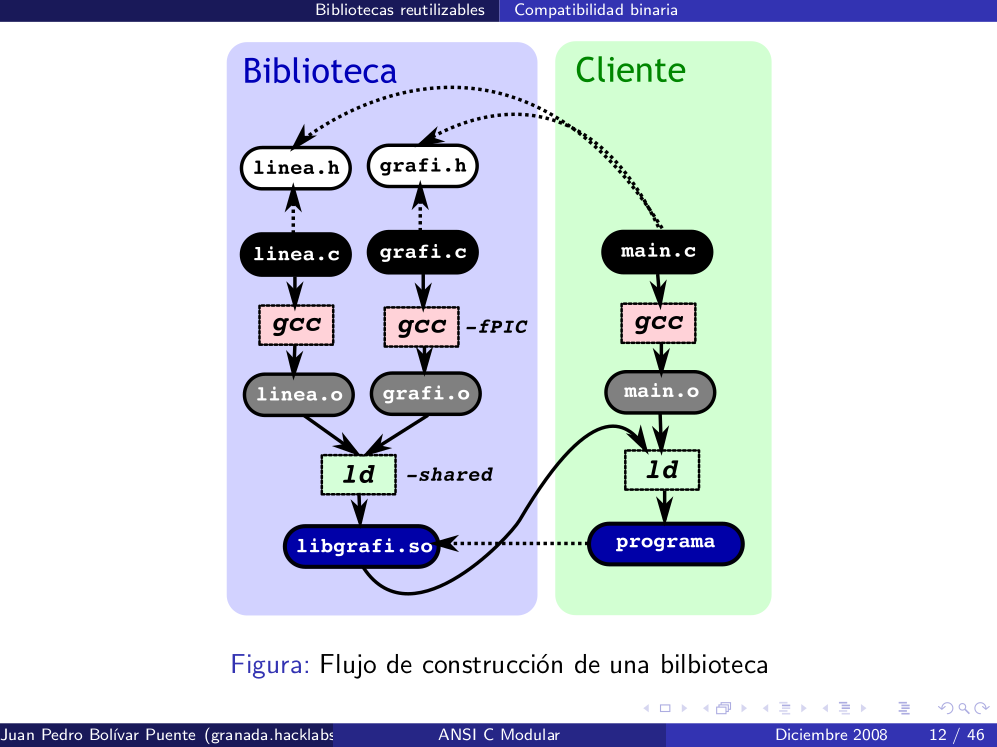 Bibliotecas reutilizables Compatibilidad binaria
Biblioteca
Cliente
linea.h grafi.h
linea.c grafi.c main.c
gcc gcc -fPIC gcc
linea.o grafi.o main.o
ld -shared ld
libgrafi.so programa
Figura: Flujo de construcción de una bilbioteca
Juan Pedro Bolívar Puente (granada.hacklabs ANSI C Modular Diciembre 2008 12 / 46